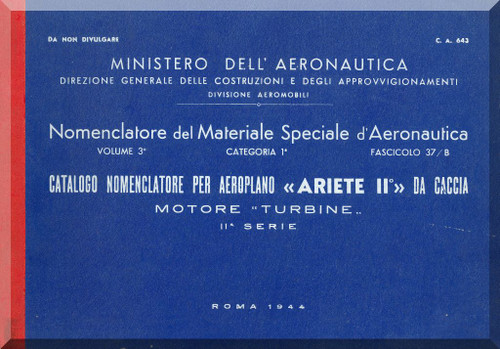 DA NON DIVULGARE C. A. 643
MINISTERO DELL'AERONAUTICA
DIREZIONE GENERALE DELLE COSTRUZIONI E DEGLI APPROVVIGIONAMENTI
DIVISIONE AEROMOBILI
Nomenclatore del Materiale Speciale d'Aeronautica
VOLUME 3° CATEGORIA 1ª FASCICOLO 37/B
CATALOGO NOMENCLATORE PER AEROPLANO «ARIETE II°» DA CACCIA
MOTORE "TURBINE„
IIª SERIE
ROMA 1944